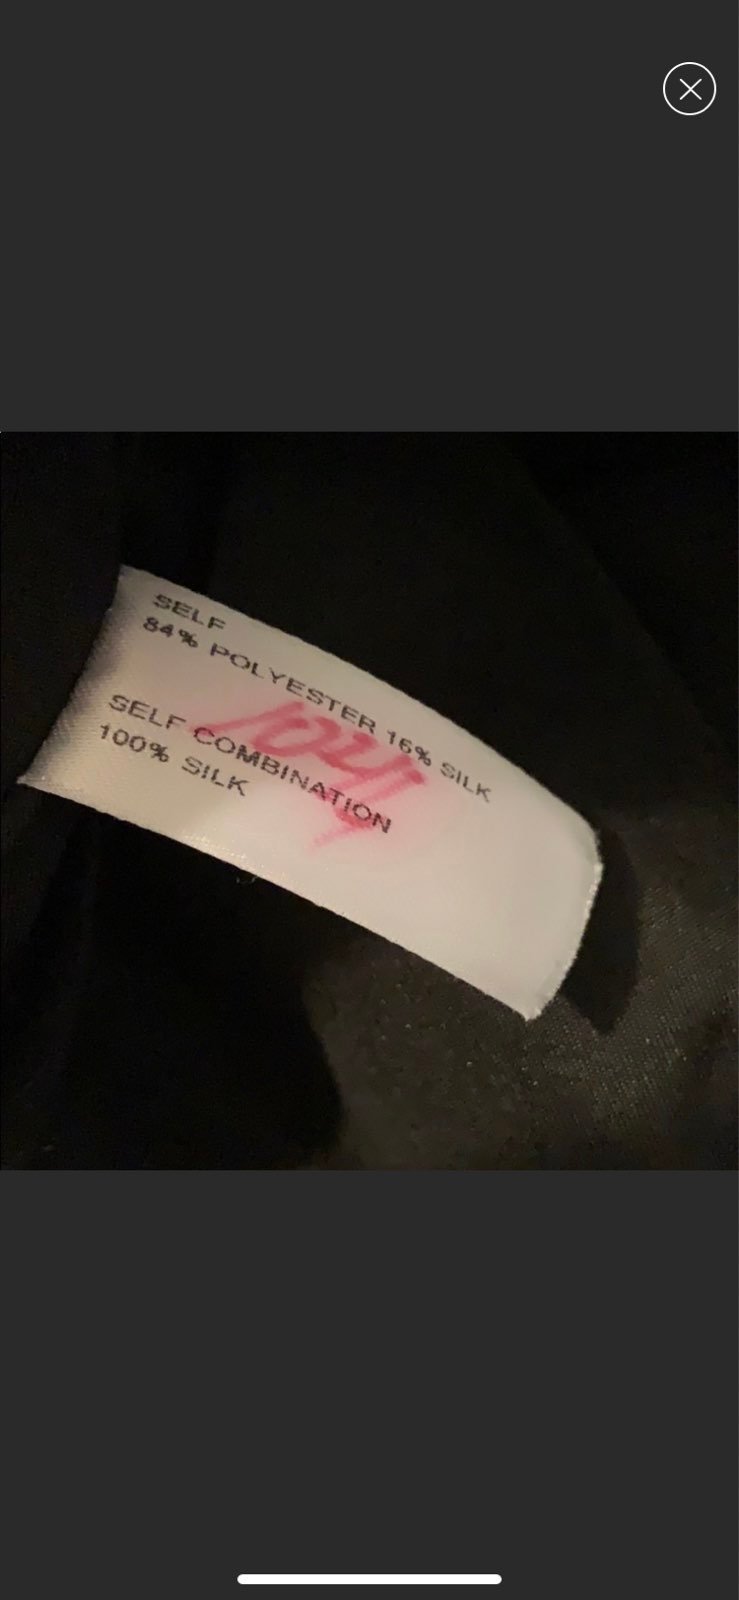 SELF
84% POLYESTER 16% SILK
SELF COMBINATION
100% SILK